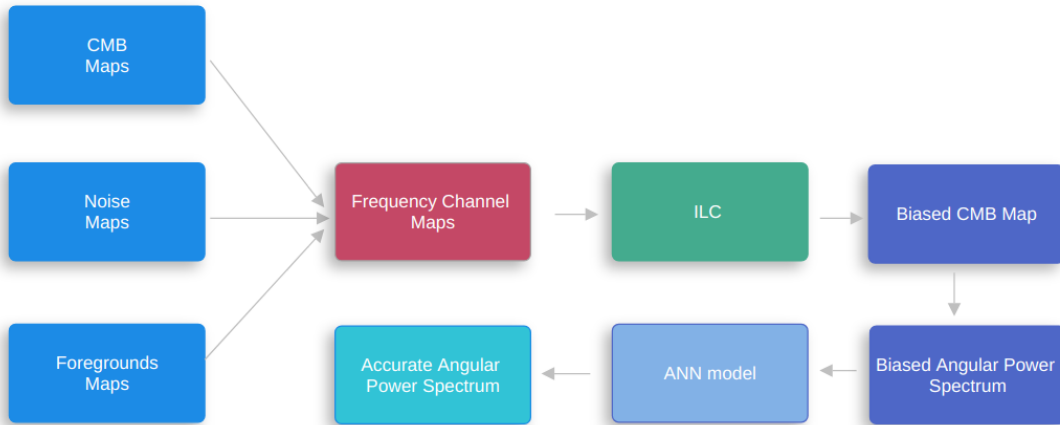 CMB
Maps
Noise
Maps
Foregrounds
Maps
Frequency Channel
Maps
ILC
Biased CMB Map
Biased Angular Power
Spectrum
ANN model
Accurate Angular
Power Spectrum